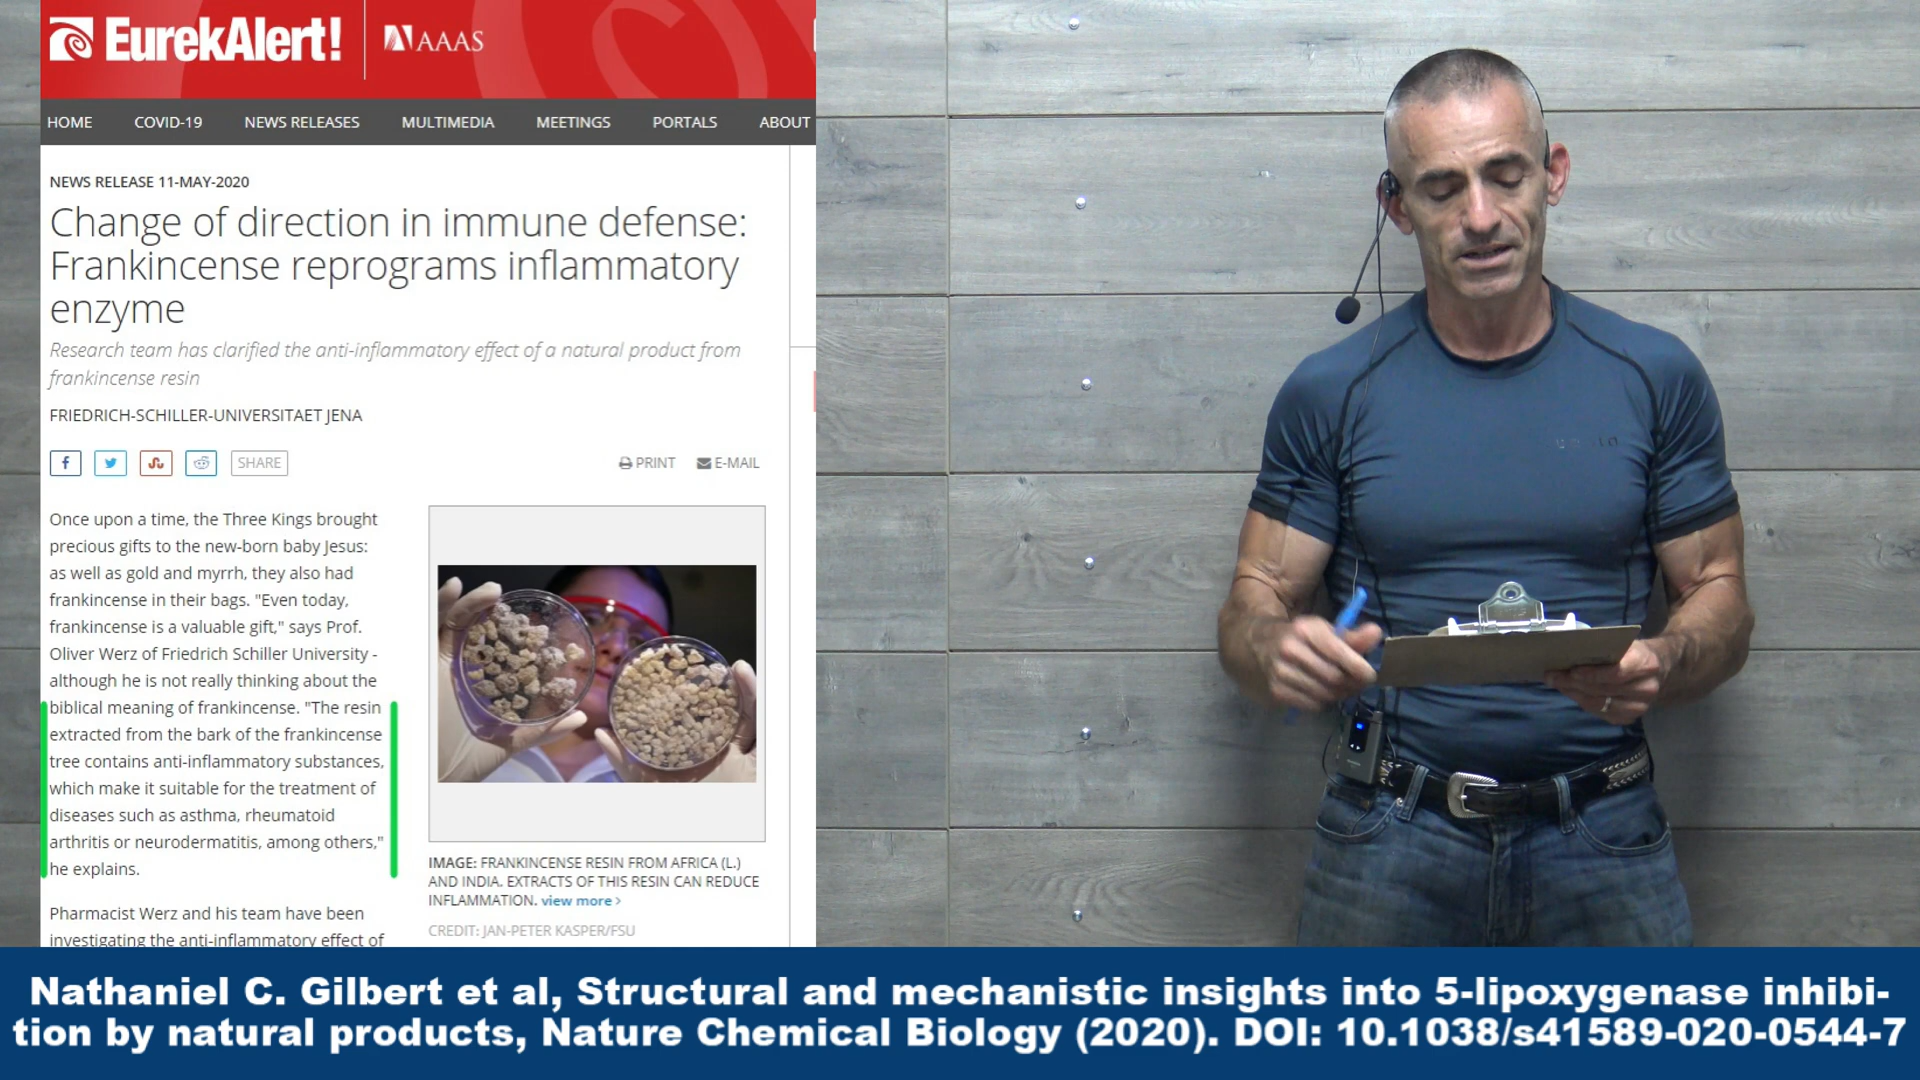 EurekAlert! AAAS
HOME COVID-19 NEWS RELEASES MULTIMEDIA MEETINGS PORTALS ABOUT
NEWS RELEASE 11-MAY-2020
Change of direction in immune defense:
Frankincense reprograms inflammatory
enzyme
Research team has clarified the anti-inflammatory effect of a natural product from
frankincense resin
FRIEDRICH-SCHILLER-UNIVERSITAET JENA
SHARE PRINT E-MAIL
Once upon a time, the Three Kings brought
precious gifts to the new-born baby Jesus:
as well as gold and myrrh, they also had
frankincense in their bags. "Even today,
frankincense is a valuable gift," says Prof.
Oliver Werz of Friedrich Schiller University -
although he is not really thinking about the
biblical meaning of frankincense. "The resin
extracted from the bark of the frankincense
tree contains anti-inflammatory substances,
which make it suitable for the treatment of
diseases such as asthma, rheumatoid
arthritis or neurodermatitis, among others,"
he explains.
Pharmacist Werz and his team have been
investigating the anti-inflammatory effect of
IMAGE: FRANKINCENSE RESIN FROM AFRICA (L.)
AND INDIA. EXTRACTS OF THIS RESIN CAN REDUCE
INFLAMMATION. view more >
CREDIT: JAN-PETER KASPER/FSU
Nathaniel C. Gilbert et al, Structural and mechanistic insights into 5-lipoxygenase inhibi-
tion by natural products, Nature Chemical Biology (2020). DOI: 10.1038/s41589-020-0544-7